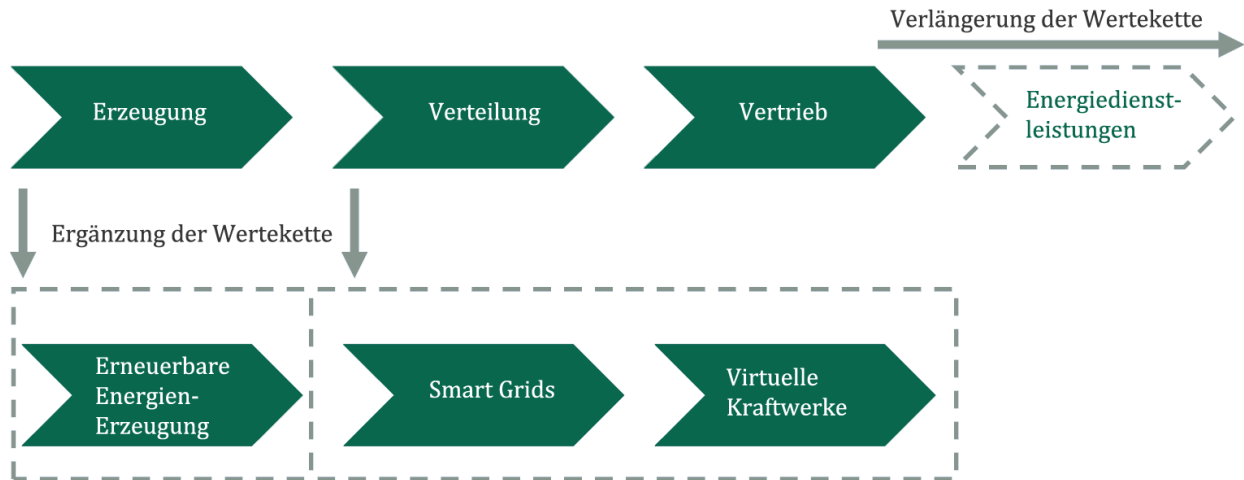 Verlängerung der Wertekette
Erzeugung
Verteilung
Vertrieb
Energiedienst-
leistungen
Ergänzung der Wertekette
Erneuerbare
Energien-
Erzeugung
Smart Grids
Virtuelle
Kraftwerke